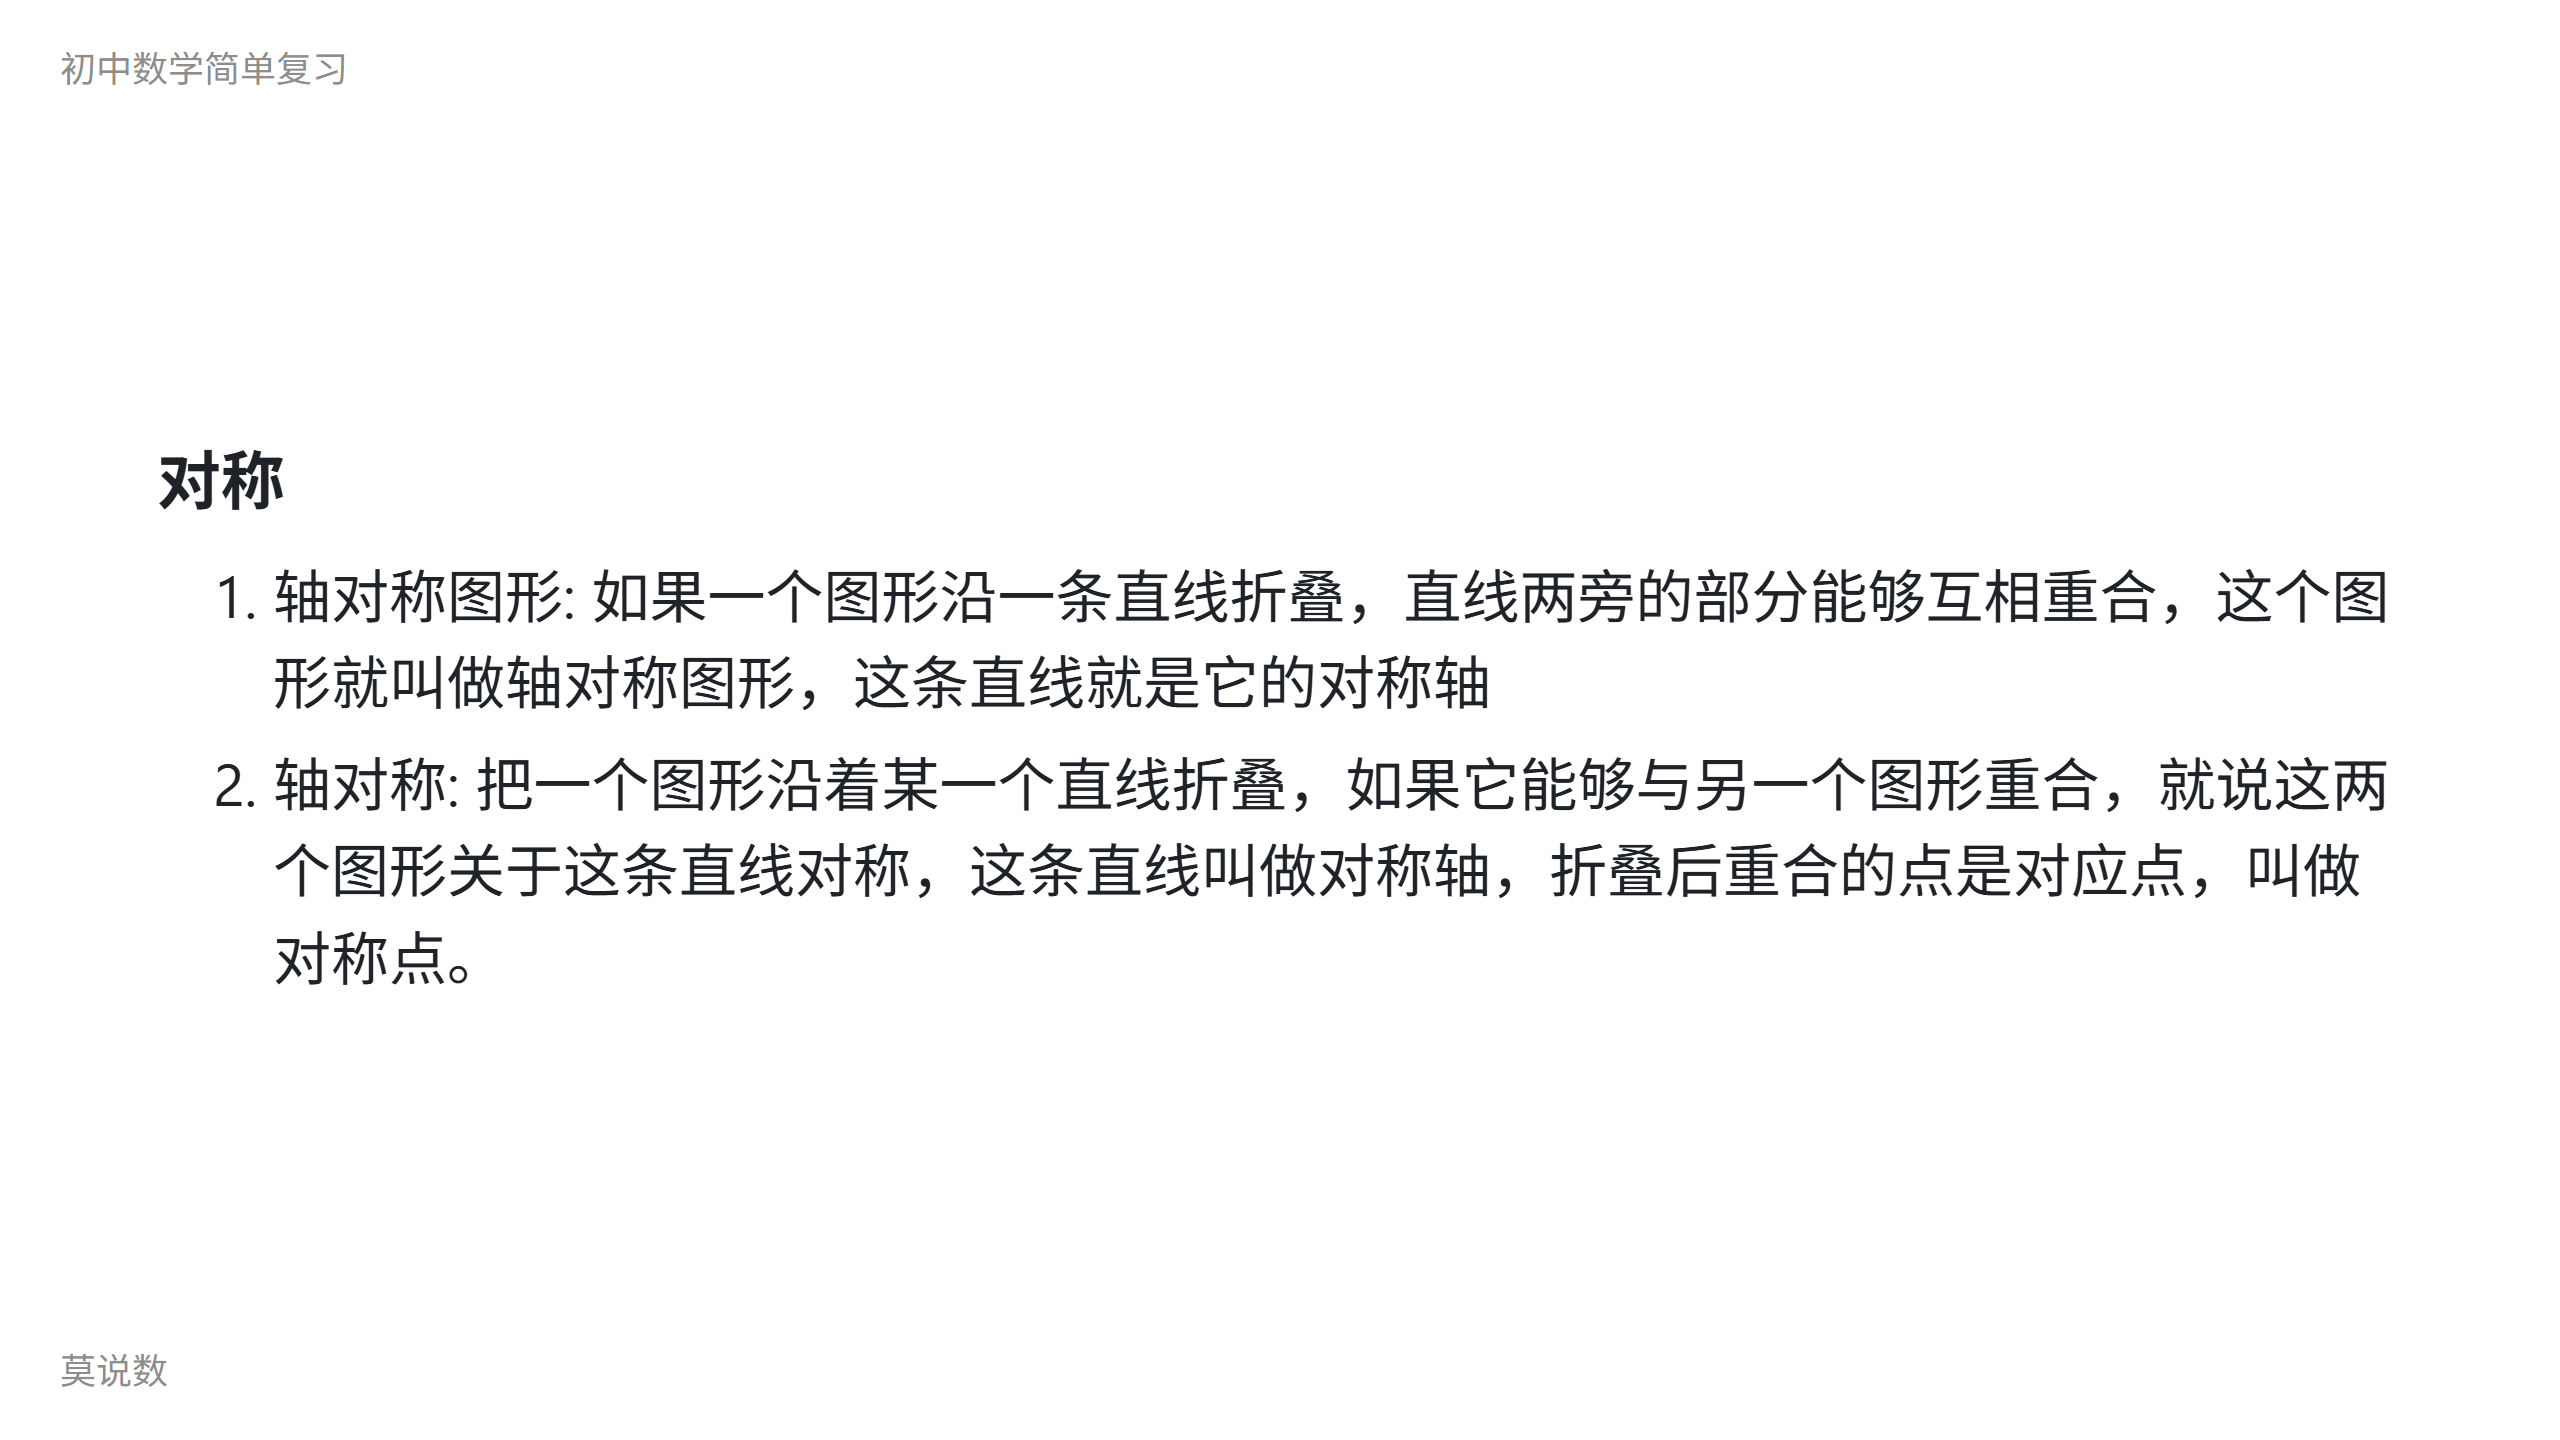 初中数学简单复习
对称
1. 轴对称图形: 如果一个图形沿一条直线折叠，直线两旁的部分能够互相重合，这个图
形就叫做轴对称图形，这条直线就是它的对称轴
2. 轴对称: 把一个图形沿着某一个直线折叠，如果它能够与另一个图形重合，就说这两
个图形关于这条直线对称，这条直线叫做对称轴，折叠后重合的点是对应点，叫做
对称点。
莫说数